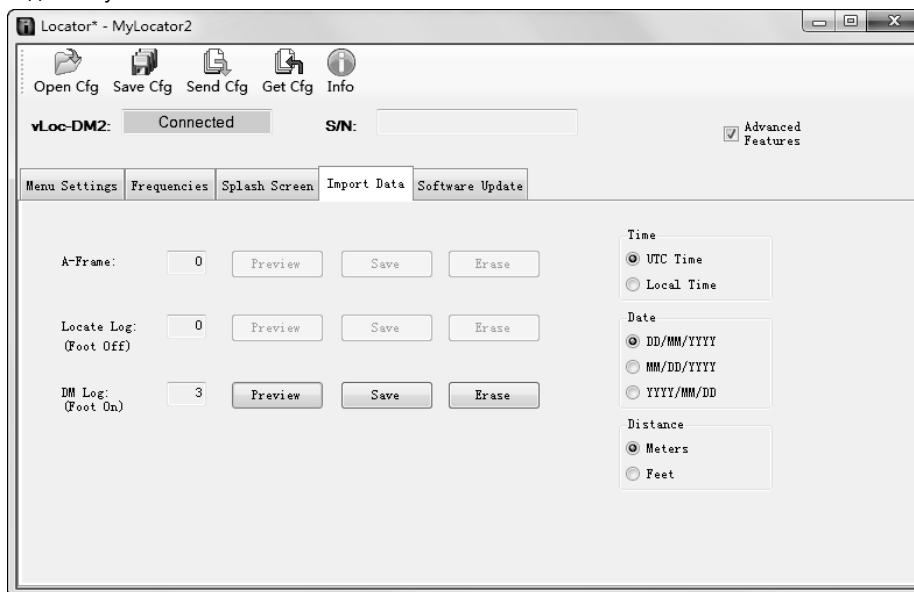 Locator* - MyLocator2
Open Cfg Save Cfg Send Cfg Get Cfg Info
vLoc-DM2: Connected S/N: Advanced Features
Menu Settings Frequencies Splash Screen Import Data Software Update
Time
A-Frame: 0 Preview Save Erase UTC Time
Local Time
Date
Locate Log: 0 Preview Save Erase
(Foot Off) DD/MM/YYYY
MM/DD/YYYY
DM Log: 3 Preview Save Erase YYYY/MM/DD
(Foot On)
Distance
Meters
Feet